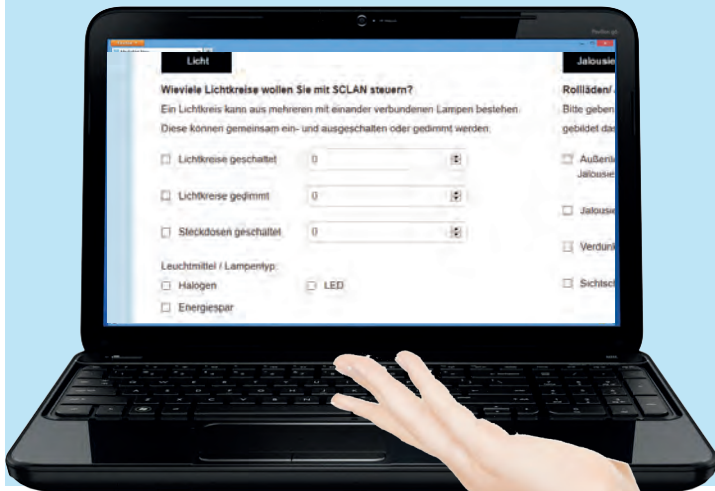 Licht
Wieviele Lichtkreise wollen Sie mit SCLAN steuern?
Ein Lichtkreis kann aus mehreren mit einander verbundenen Lampen bestehen.
Diese können gemeinsam ein- und ausgeschalten oder gedimmt werden.
Lichtkreise geschaltet 0
Lichtkreise gedimmt 0
Steckdosen geschaltet 0
Leuchtmittel / Lampentyp:
Halogen
LED
Energiespar
Jalousie
Rollläden/
Bitte geben
gebildet das
Außenli
Jalousie
Jalousie
Verdunk
Sichtsc